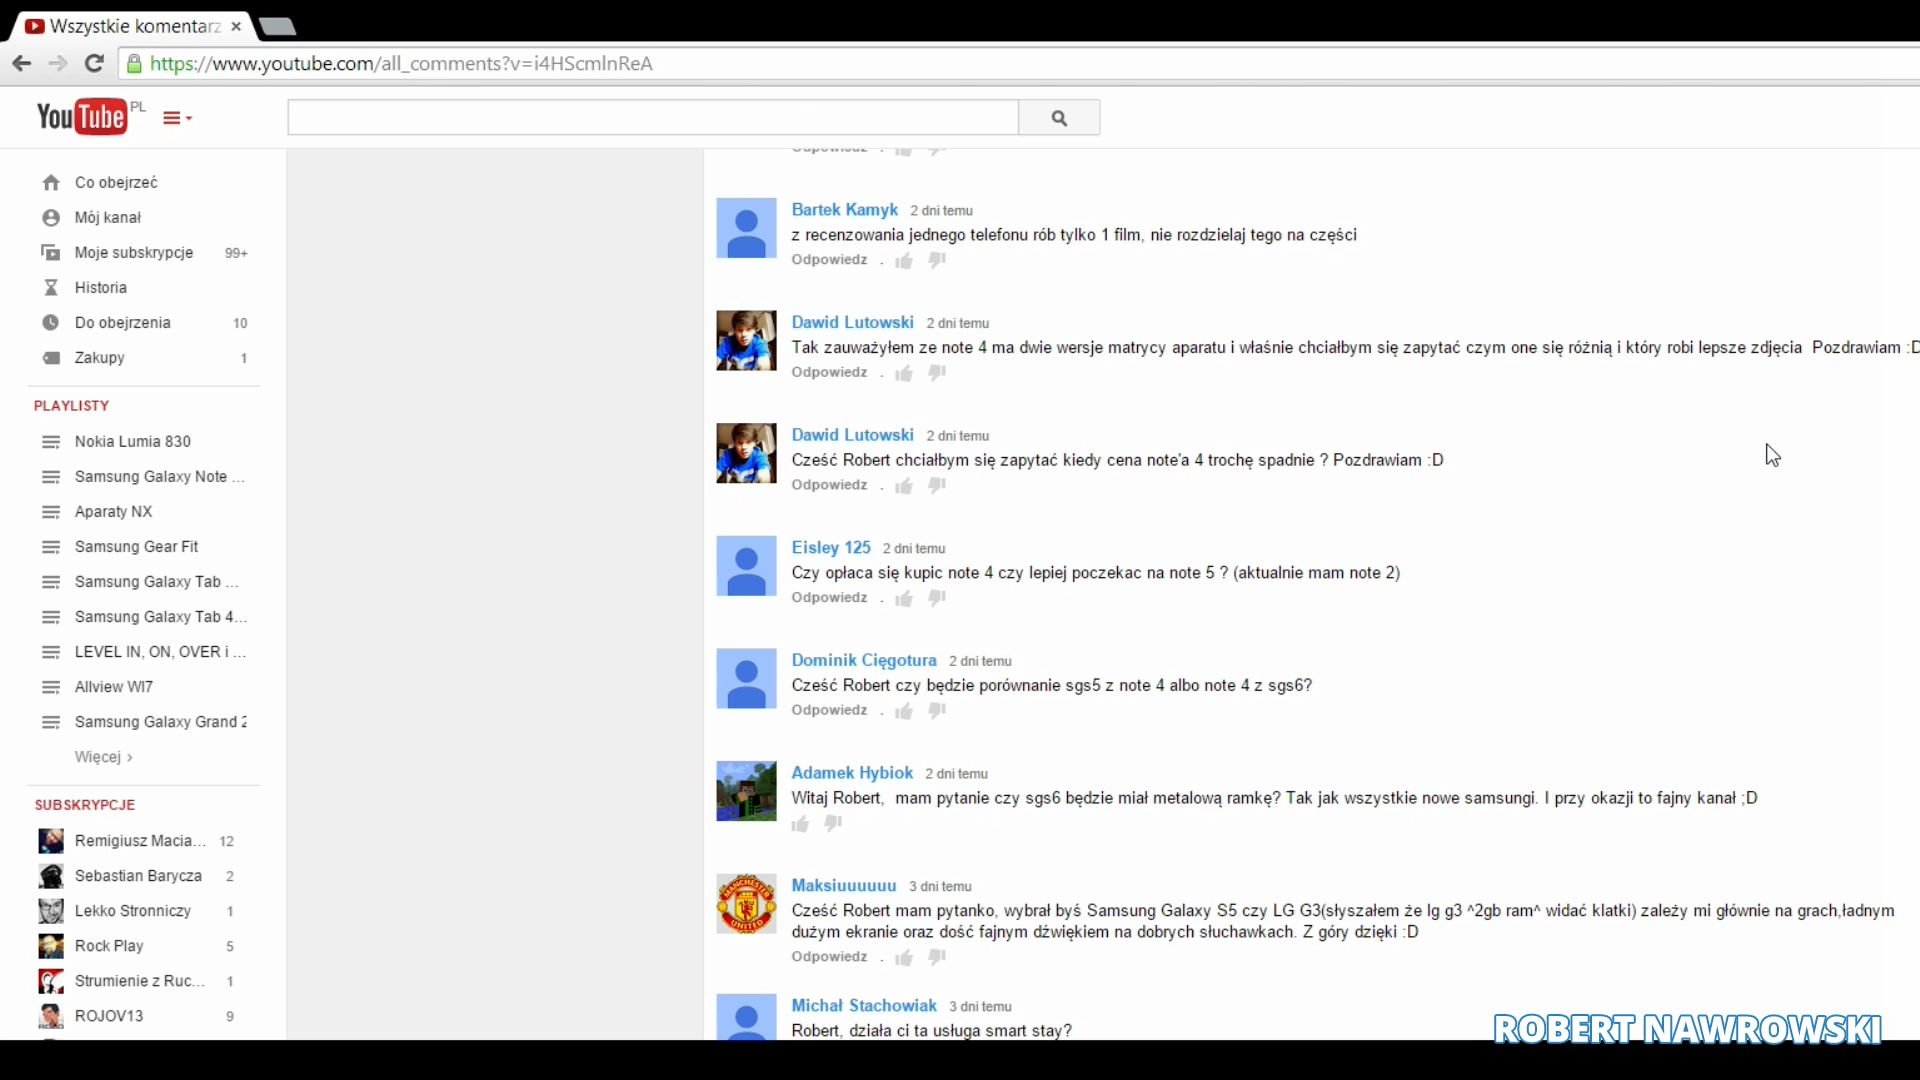 Wszystkie komentarz
https://www.youtube.com/all_comments?v=i4HScmlnReA
YouTube PL
Co obejrzeć
Mój kanał
Moje subskrypcje 99+
Historia
Do obejrzenia 10
Zakupy 1
PLAYLISTY
Nokia Lumia 830
Samsung Galaxy Note ...
Aparaty NX
Samsung Gear Fit
Samsung Galaxy Tab ...
Samsung Galaxy Tab 4...
LEVEL IN, ON, OVER i ...
Allview WI7
Samsung Galaxy Grand 2
Więcej ›
SUBSKRYPCJE
Remigiusz Macia... 12
Sebastian Barycza 2
Lekko Stronniczy 1
Rock Play 5
Strumienie z Ruc... 1
ROJOV13 9
Odpowiedz .
Bartek Kamyk 2 dni temu
z recenzowania jednego telefonu rób tylko 1 film, nie rozdzielaj tego na części
Odpowiedz .
Dawid Lutowski 2 dni temu
Tak zauważyłem ze note 4 ma dwie wersje matrycy aparatu i właśnie chciałbym się zapytać czym one się różnią i który robi lepsze zdjęcia Pozdrawiam :D
Odpowiedz .
Dawid Lutowski 2 dni temu
Cześć Robert chciałbym się zapytać kiedy cena note'a 4 trochę spadnie ? Pozdrawiam :D
Odpowiedz .
Eisley 125 2 dni temu
Czy opłaca się kupic note 4 czy lepiej poczekac na note 5 ? (aktualnie mam note 2)
Odpowiedz .
Dominik Cięgotura 2 dni temu
Cześć Robert czy będzie porównanie sgs5 z note 4 albo note 4 z sgs6?
Odpowiedz .
Adamek Hybiok 2 dni temu
Witaj Robert, mam pytanie czy sgs6 będzie miał metalową ramkę? Tak jak wszystkie nowe samsungi. I przy okazji to fajny kanał ;D
MANCHESTER
UNITED
Maksiuuuuuu 3 dni temu
Cześć Robert mam pytanko, wybrał byś Samsung Galaxy S5 czy LG G3(słyszałem że lg g3 ^2gb ram^ widać klatki) zależy mi głównie na grach,ładnym
dużym ekranie oraz dość fajnym dźwiękiem na dobrych słuchawkach. Z góry dzięki :D
Odpowiedz .
Michał Stachowiak 3 dni temu
Robert, działa ci ta usługa smart stay?
ROBERT NAWROWSKI